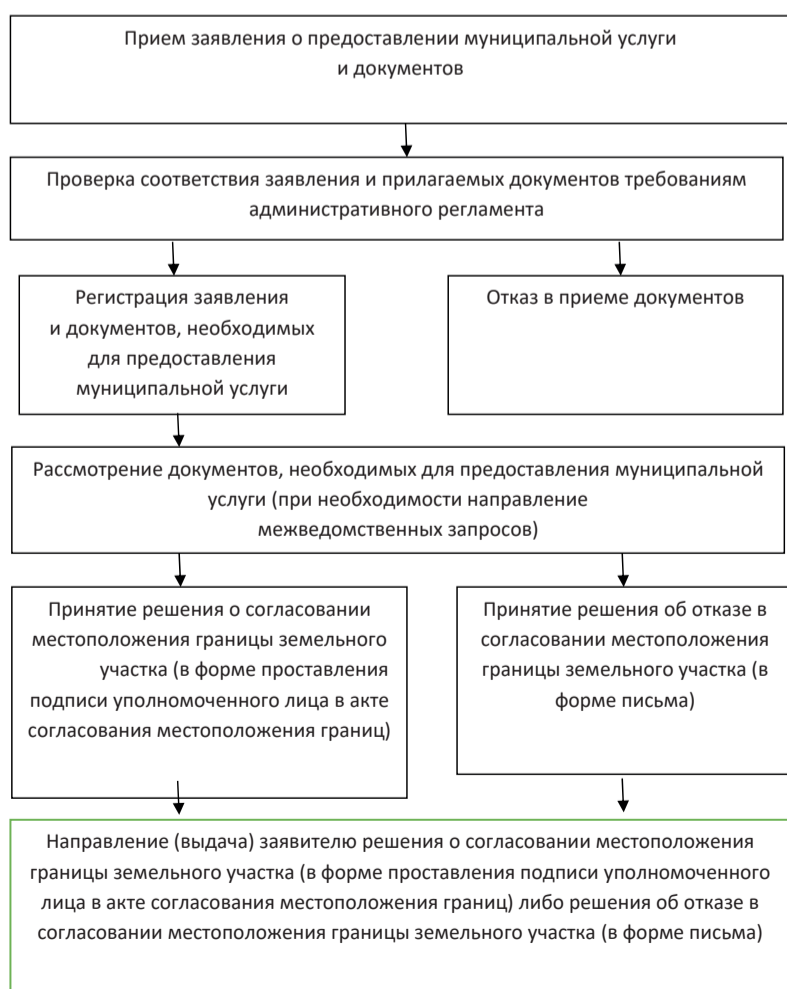 Прием заявления о предоставлении муниципальной услуги
и документов
Проверка соответствия заявления и прилагаемых документов требованиям
административного регламента
Регистрация заявления
и документов, необходимых
для предоставления
муниципальной услуги
Отказ в приеме документов
Рассмотрение документов, необходимых для предоставления муниципальной
услуги (при необходимости направление
межведомственных запросов)
Принятие решения о согласовании
местоположения границы земельного
участка (в форме проставления
подписи уполномоченного лица в акте
согласования местоположения границ)
Принятие решения об отказе в
согласовании местоположения
границы земельного участка (в
форме письма)
Направление (выдача) заявителю решения о согласовании местоположения
границы земельного участка (в форме проставления подписи уполномоченного
лица в акте согласования местоположения границ) либо решения об отказе в
согласовании местоположения границы земельного участка (в форме письма)